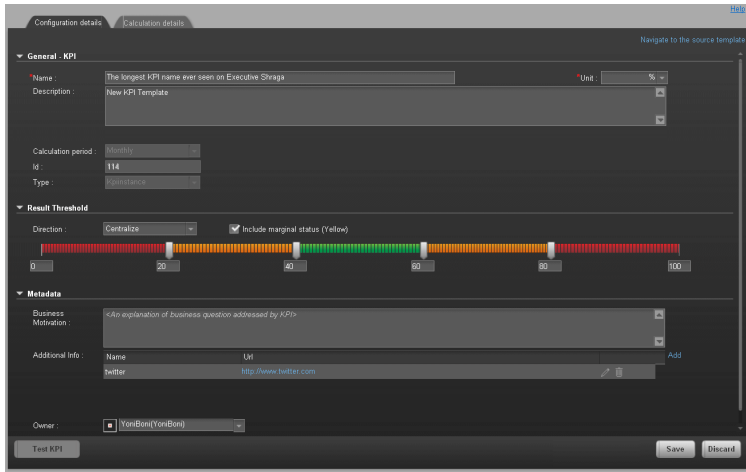 Help
Configuration details Calculation details
Navigate to the source template
General - KPI
*Name : The longest KPI name ever seen on Executive Shraga *Unit : %
Description : New KPI Template
Calculation period : Monthly
Id : 114
Type : KpiInstance
Result Threshold
Direction : Centralize Include marginal status (Yellow)
0 20 40 60 80 100
Metadata
Business Motivation : <An explanation of business question addressed by KPI>
Additional Info : Name Url Add
twitter http://www.twitter.com
Owner : YoniBoni(YoniBoni)
Test KPI Save Discard